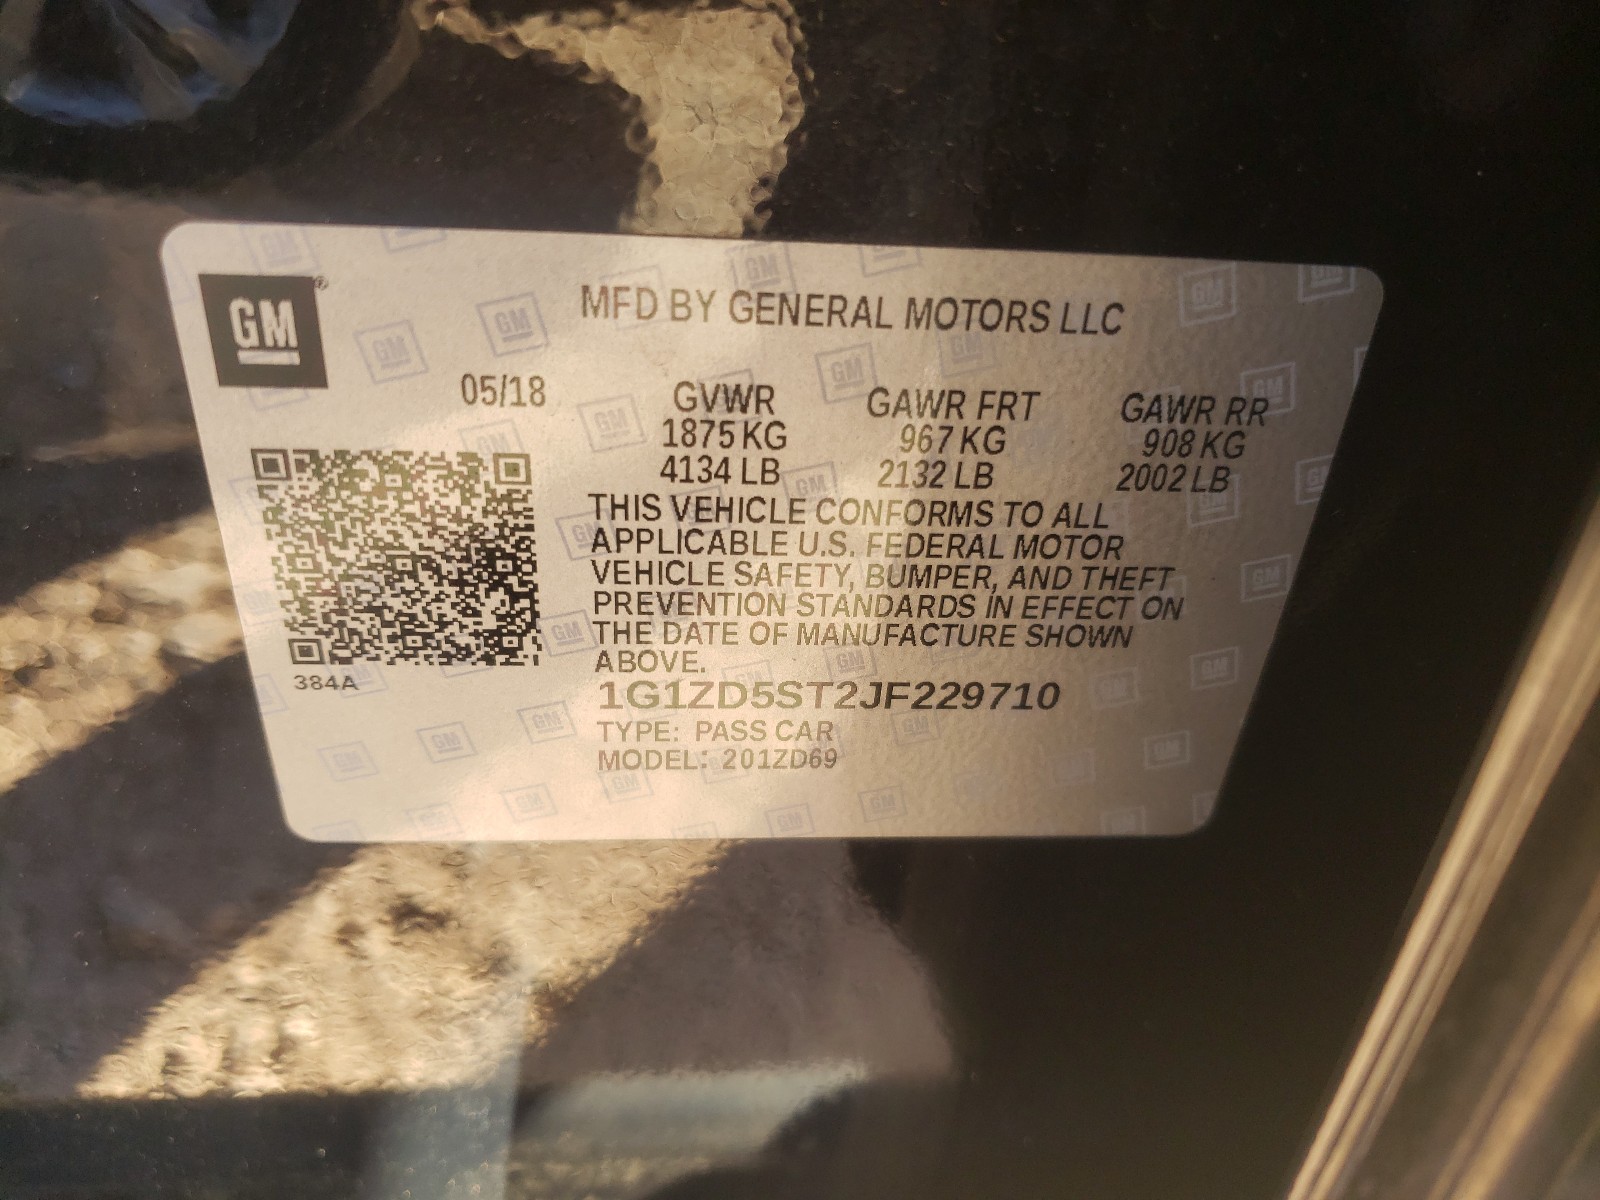 GM®
MFD BY GENERAL MOTORS LLC
05/18
GVWR GAWR FRT GAWR RR
1875 KG 967 KG 908 KG
4134 LB 2132 LB 2002 LB
THIS VEHICLE CONFORMS TO ALL
APPLICABLE U.S. FEDERAL MOTOR
VEHICLE SAFETY, BUMPER, AND THEFT
PREVENTION STANDARDS IN EFFECT ON
THE DATE OF MANUFACTURE SHOWN
ABOVE.
384A
1G1ZD5ST2JF229710
TYPE: PASS CAR
MODEL: 201ZD69